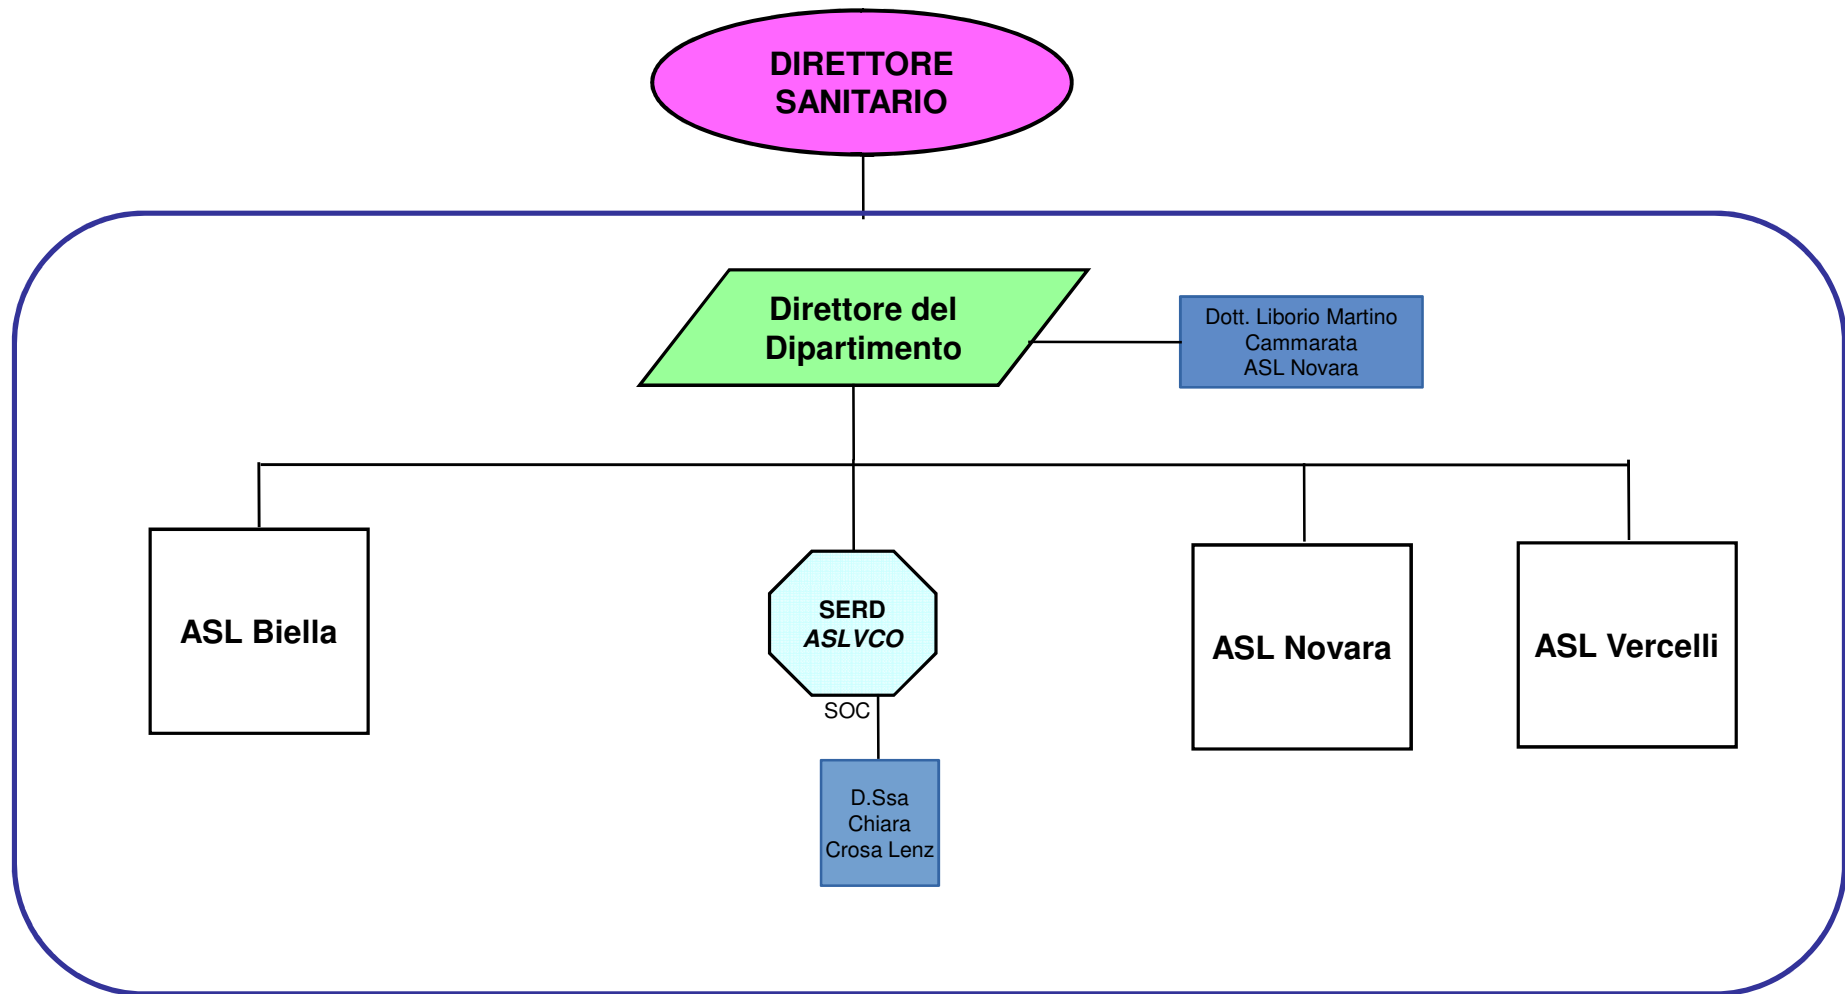 DIRETTORE
SANITARIO
Direttore del
Dipartimento
Dott. Liborio Martino
Cammarata
ASL Novara
ASL Biella
SERD
ASLVCO
ASL Novara
ASL Vercelli
SOC
D.Ssa
Chiara
Crosa Lenz